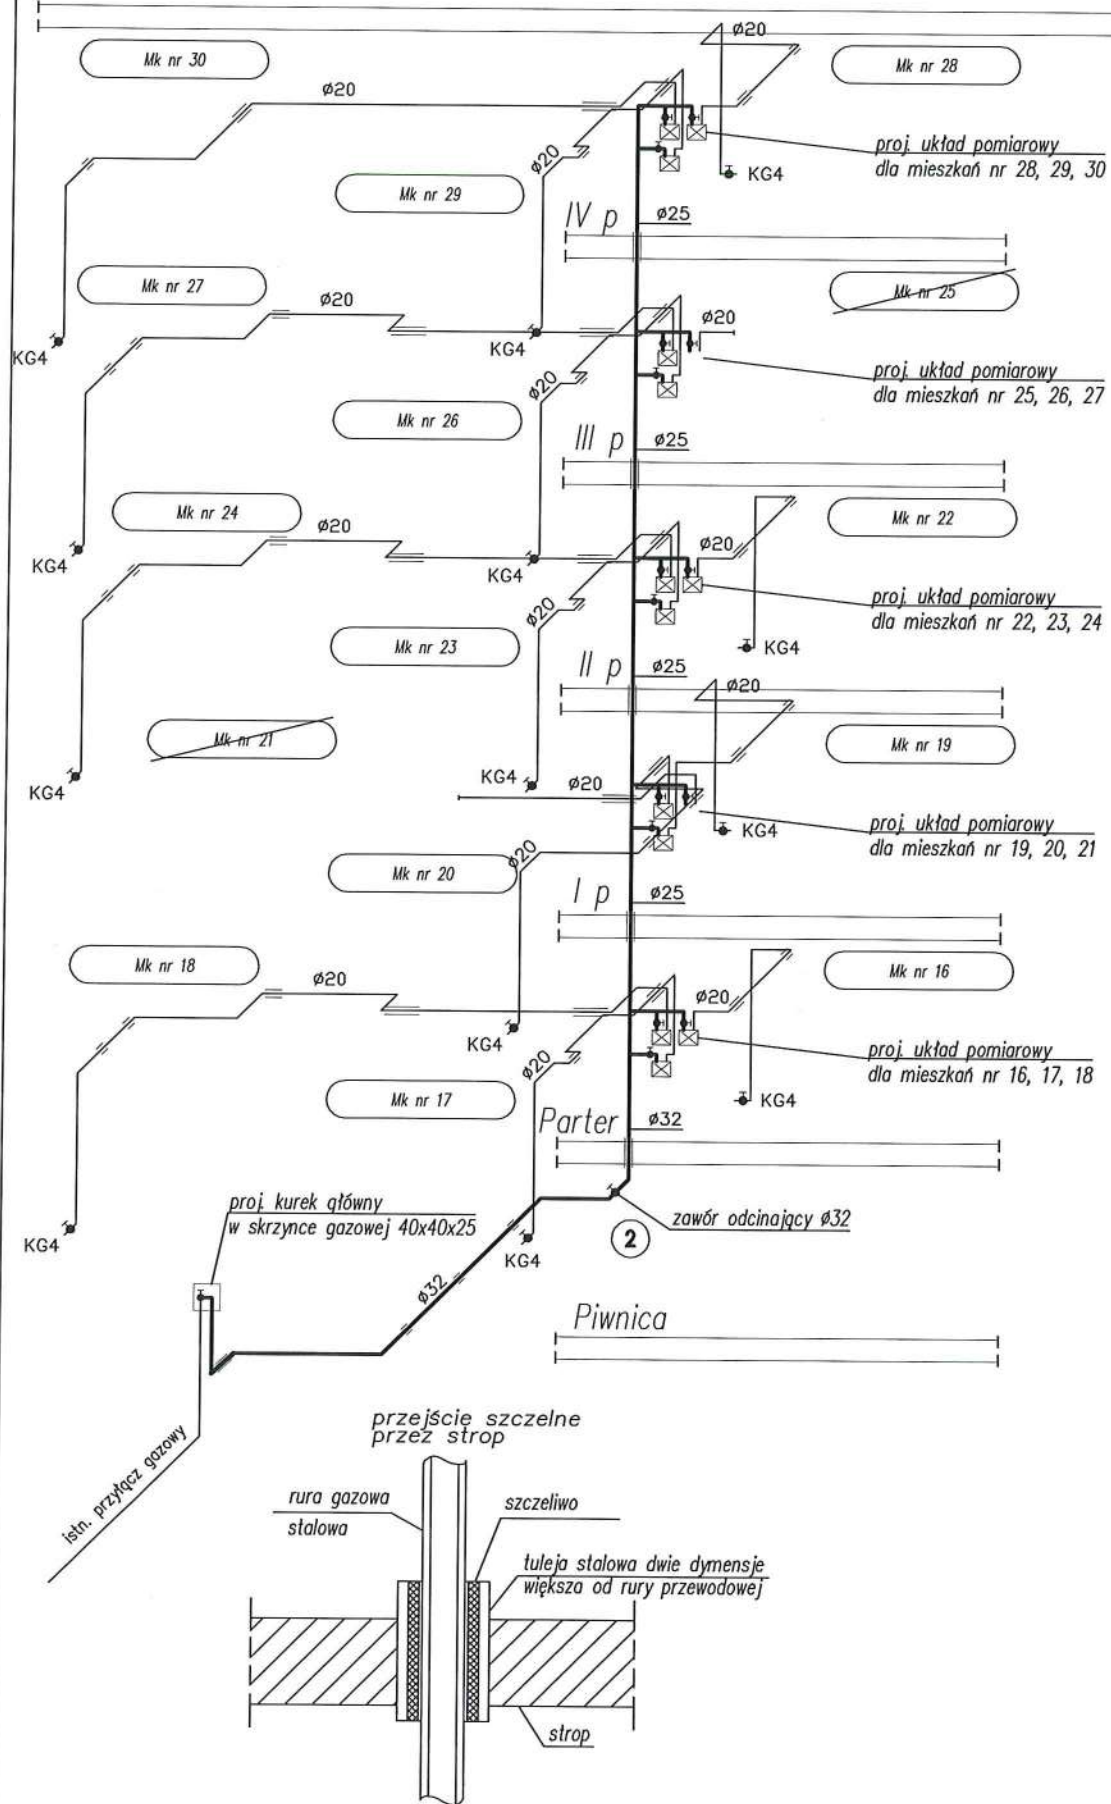 ø20
Mk nr 30
Mk nr 28
ø20
proj. układ pomiarowy
dla mieszkań nr 28, 29, 30
ø20
KG4
Mk nr 29
IV p
ø25
Mk nr 27
Mk nr 25
ø20
ø20
KG4
KG4
proj. układ pomiarowy
dla mieszkań nr 25, 26, 27
ø20
Mk nr 26
III p
ø25
Mk nr 24
Mk nr 22
ø20
ø20
KG4
KG4
proj. układ pomiarowy
dla mieszkań nr 22, 23, 24
ø20
Mk nr 23
KG4
II p
ø25
ø20
Mk nr 21
Mk nr 19
KG4
KG4
ø20
proj. układ pomiarowy
dla mieszkań nr 19, 20, 21
KG4
ø20
Mk nr 20
I p
ø25
Mk nr 18
Mk nr 16
ø20
ø20
KG4
proj. układ pomiarowy
dla mieszkań nr 16, 17, 18
ø20
Mk nr 17
KG4
Parter
ø32
proj. kurek główny
w skrzynce gazowej 40x40x25
zawór odcinający ø32
KG4
2
KG4
ø32
Piwnica
istn. przyłącz gazowy
przejście szczelne
przez strop
rura gazowa
stalowa
szczeliwo
tuleja stalowa dwie dymensje
większa od rury przewodowej
strop